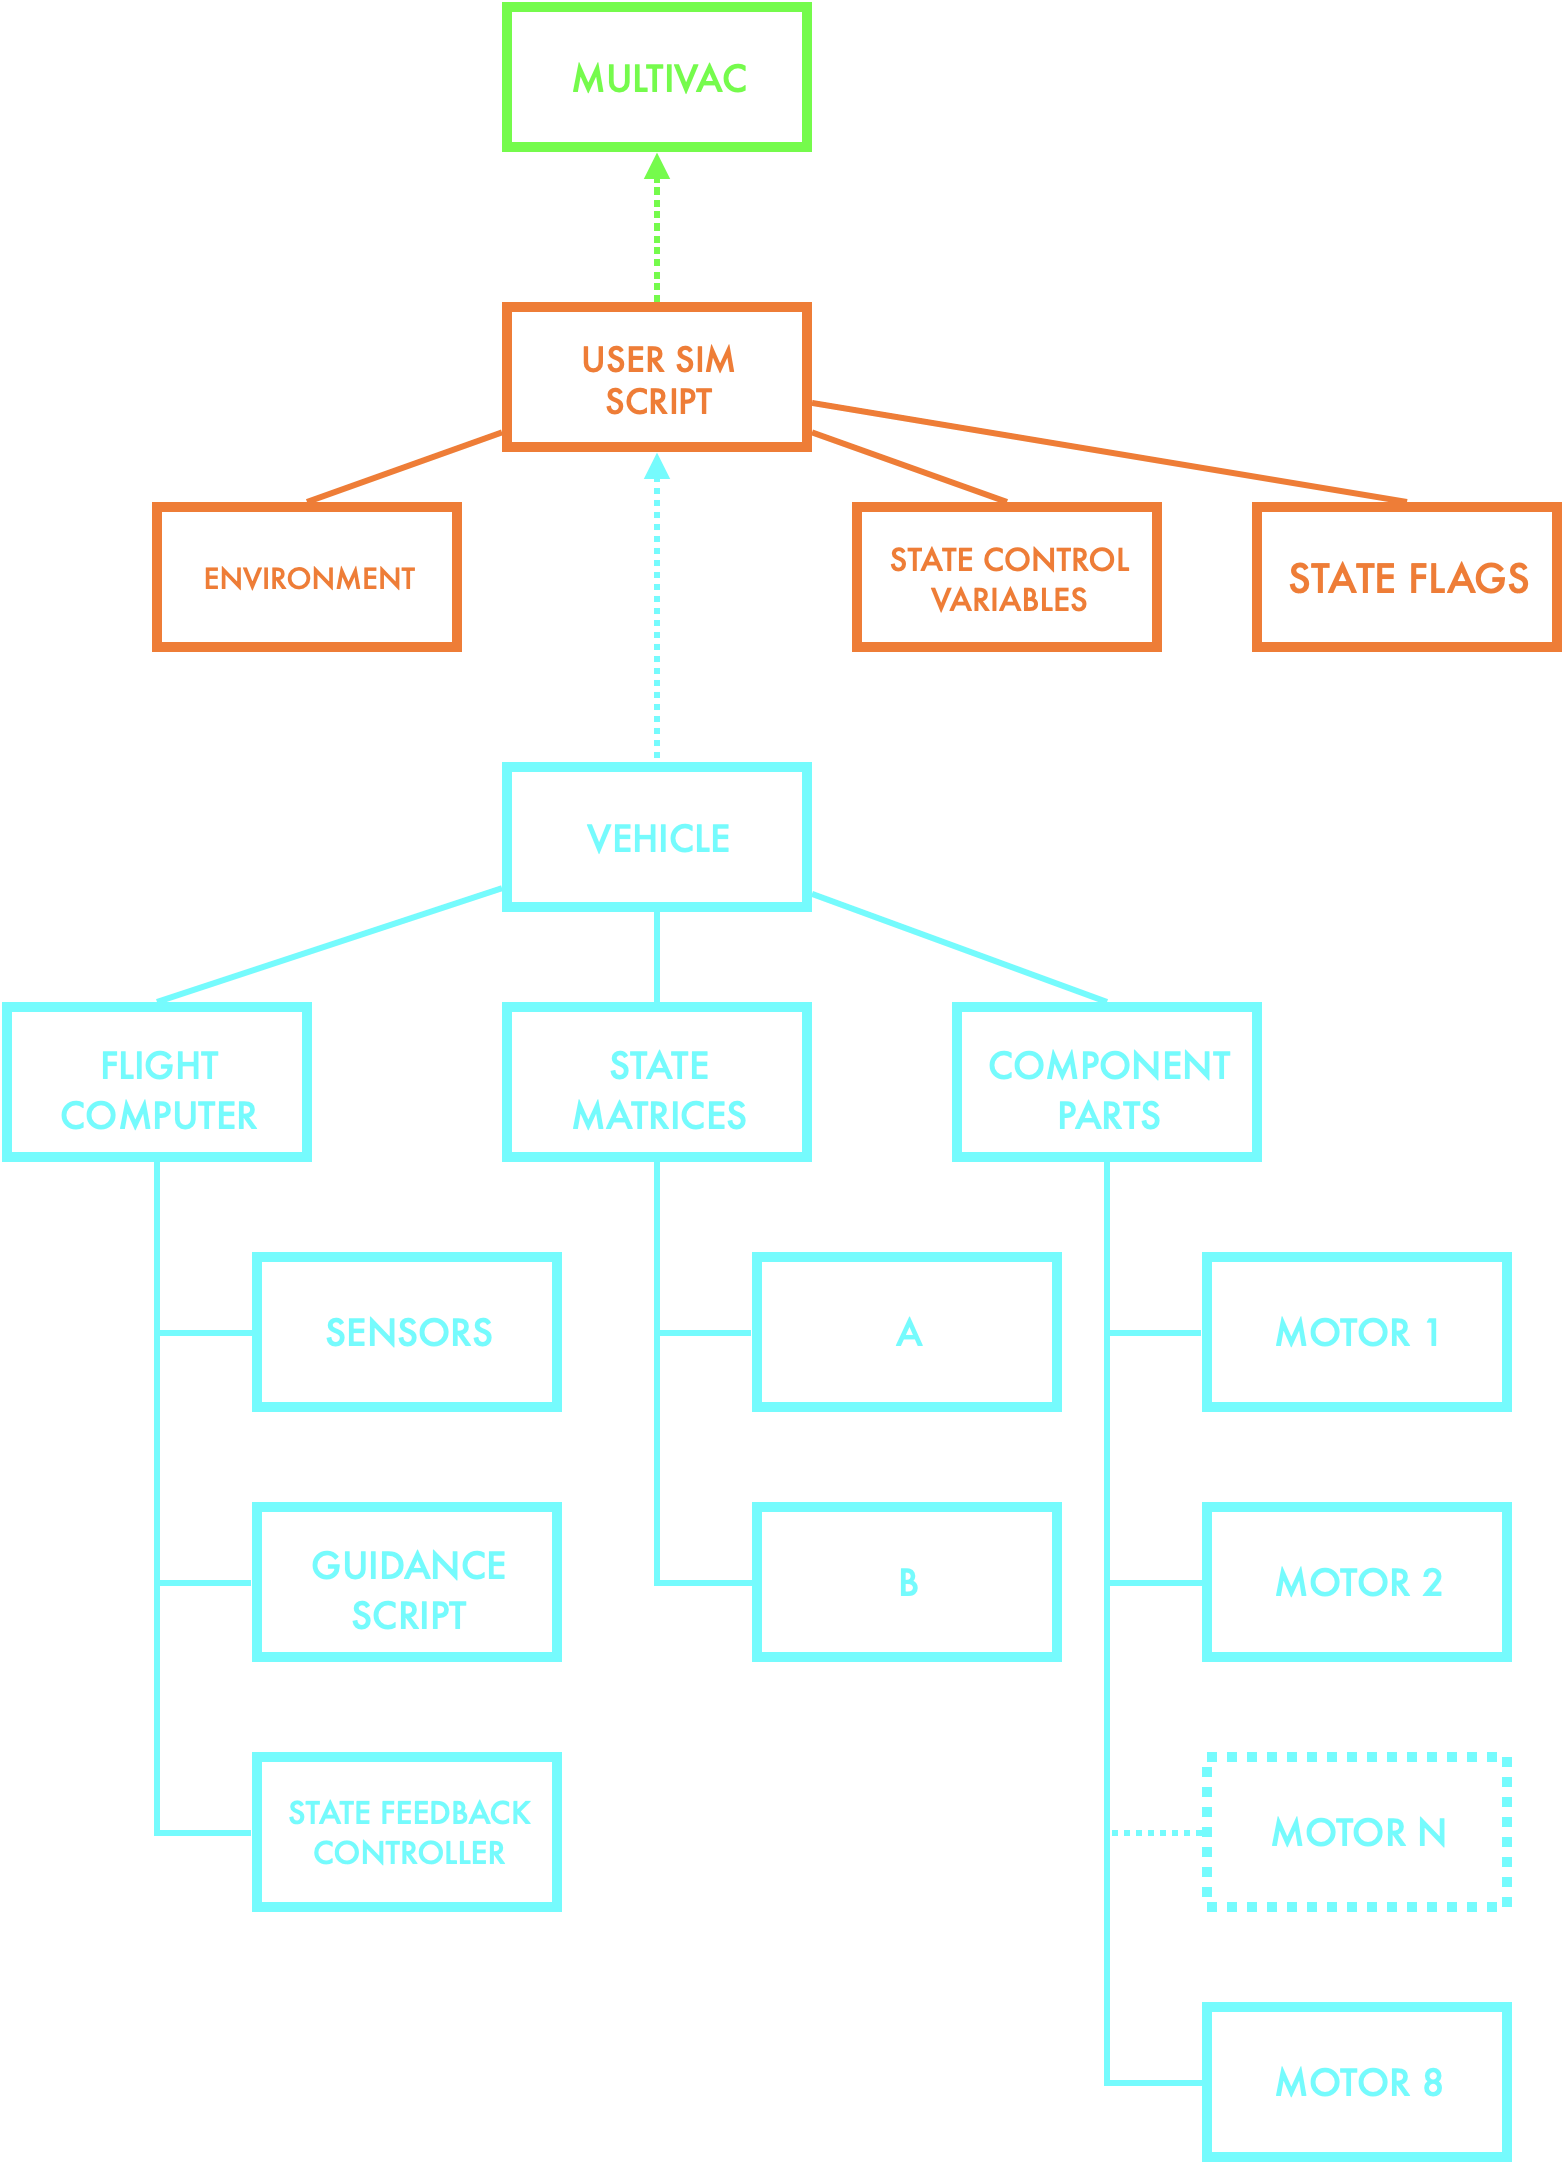 MULTIVAC
USER SIM
SCRIPT
ENVIRONMENT
STATE CONTROL
VARIABLES
STATE FLAGS
VEHICLE
FLIGHT
COMPUTER
STATE
MATRICES
COMPONENT
PARTS
SENSORS
A
MOTOR 1
GUIDANCE
SCRIPT
B
MOTOR 2
STATE FEEDBACK
CONTROLLER
MOTOR N
MOTOR 8